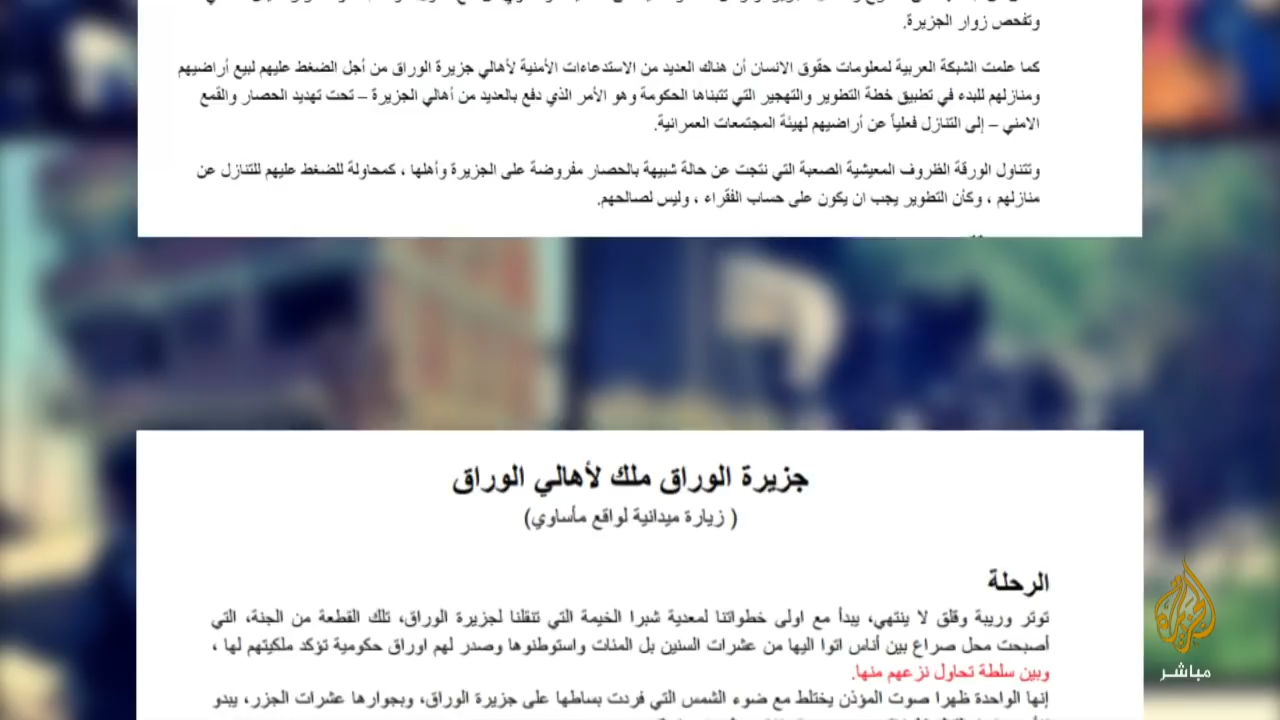 وتفحص زوار الجزيرة.
كما علمت الشبكة العربية لمعلومات حقوق الانسان أن هناك العديد من الاستدعاءات الأمنية لأهالي جزيرة الوراق من أجل الضغط عليهم لبيع أراضيهم
ومنازلهم للبدء في تطبيق خطة التطوير والتهجير التي تتبناها الحكومة وهو الأمر الذي دفع بالعديد من أهالي الجزيرة – تحت تهديد الحصار والقمع
الامني – إلى التنازل فعلياً عن أراضيهم لهيئة المجتمعات العمرانية.
وتتناول الورقة الظروف المعيشية الصعبة التي نتجت عن حالة شبيهة بالحصار مفروضة على الجزيرة وأهلها ، كمحاولة للضغط عليهم للتنازل عن
منازلهم ، وكأن التطوير يجب ان يكون على حساب الفقراء ، وليس لصالحهم.
جزيرة الوراق ملك لأهالي الوراق
( زيارة ميدانية لواقع مأساوي)
الرحلة
توتر وريبة وقلق لا ينتهي، يبدأ مع اولى خطواتنا لمعدية شبرا الخيمة التي تنقلنا لجزيرة الوراق، تلك القطعة من الجنة، التي
أصبحت محل صراع بين أناس اتوا اليها من عشرات السنين بل المئات واستوطنوها وصدر لهم اوراق حكومية تؤكد ملكيتهم لها ،
وبين سلطة تحاول نزعهم منها.
إنها الواحدة ظهرا صوت المؤذن يختلط مع ضوء الشمس التي فردت بساطها على جزيرة الوراق، وبجوارها عشرات الجزر، يبدو
الجزيرة
مباشر